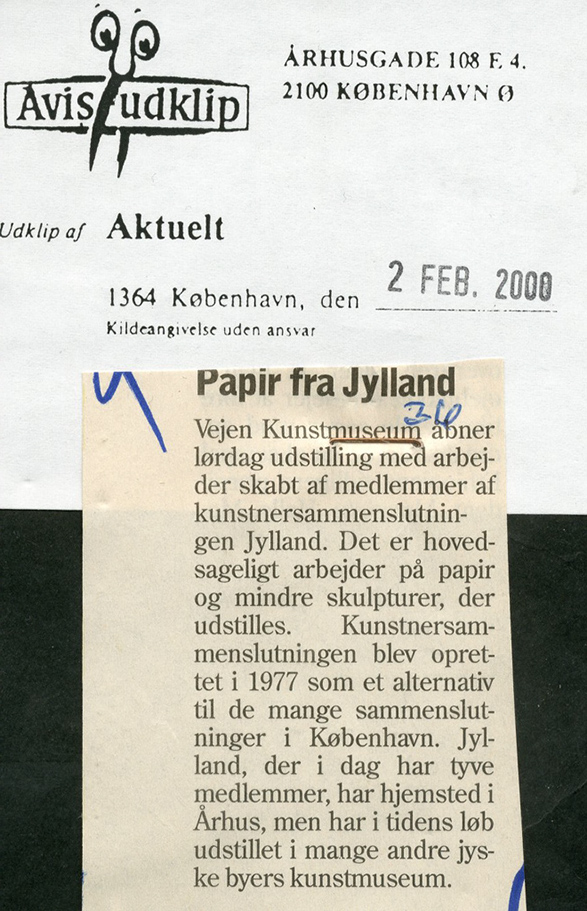 Avis/udklip
ÅRHUSGADE 108 E 4.
2100 KØBENHAVN Ø
Udklip af Aktuelt
1364 København, den 2 FEB. 2000
Kildeangivelse uden ansvar
Papir fra Jylland
36
Vejen Kunstmuseum åbner
lørdag udstilling med arbej-
der skabt af medlemmer af
kunstnersammenslutnin-
gen Jylland. Det er hoved-
sageligt arbejder på papir
og mindre skulpturer, der
udstilles. Kunstnersam-
menslutningen blev opret-
tet i 1977 som et alternativ
til de mange sammenslut-
ninger i København. Jyl-
land, der i dag har tyve
medlemmer, har hjemsted i
Århus, men har i tidens løb
udstillet i mange andre jys-
ke byers kunstmuseum.